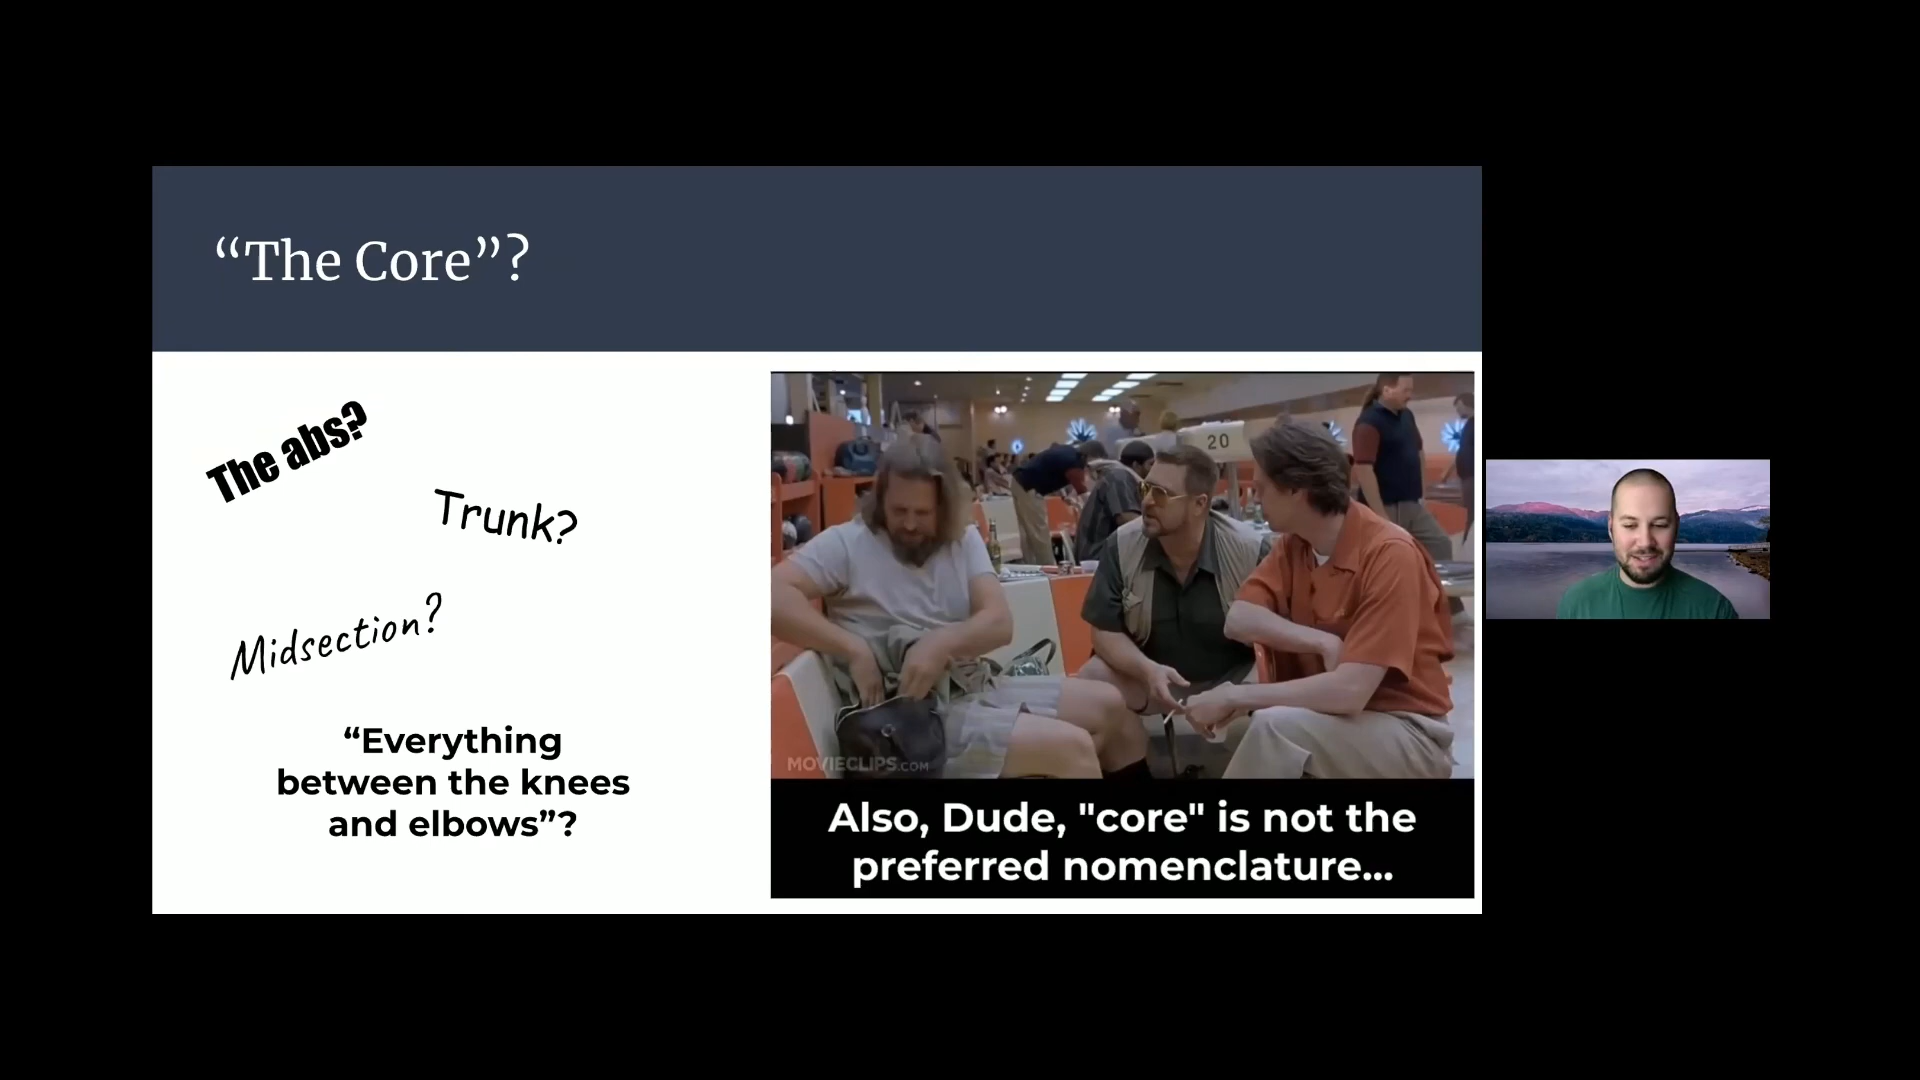 “The Core”?
The abs?
Trunk?
Midsection?
“Everything
between the knees
and elbows”?
20
MOVIECLIPS.COM
Also, Dude, "core" is not the
preferred nomenclature...